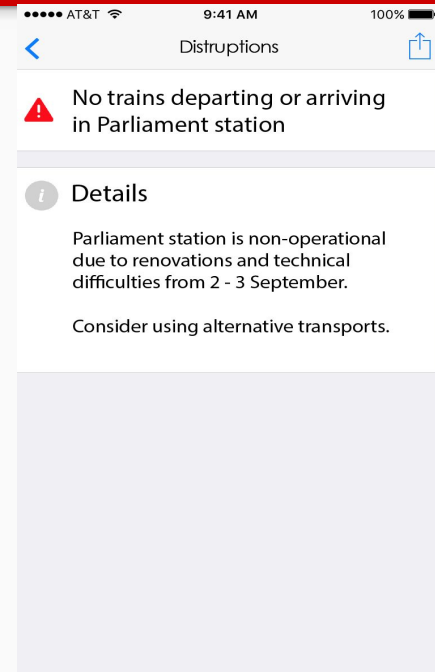 AT&T 9:41 AM 100%
Distruptions
No trains departing or arriving
in Parliament station
i Details
Parliament station is non-operational
due to renovations and technical
difficulties from 2 - 3 September.
Consider using alternative transports.